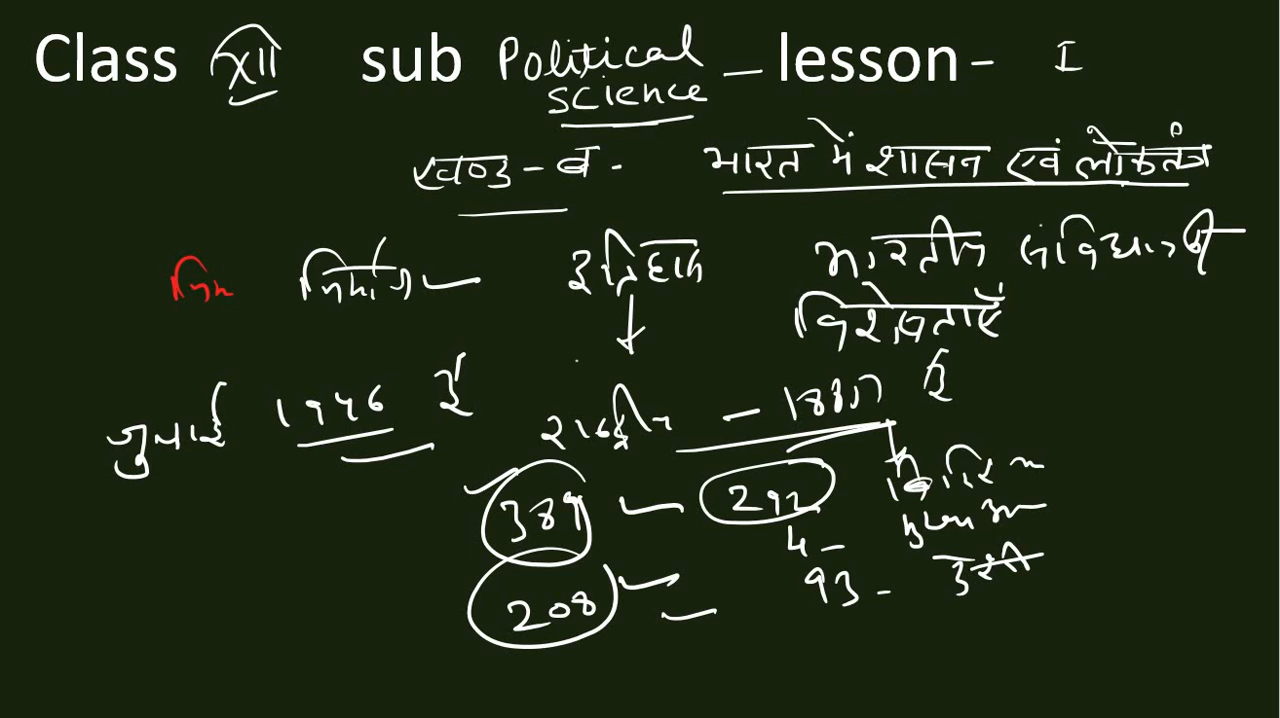 Class XII sub Political science - lesson - I
खण्ड - ब - भारत में शासन एवं लोकतंत्र
निर्माण इतिहास भारतीय संविधान की
विशेषताएँ
जुलाई 1946 ई
389 292
4 -
208 93 -